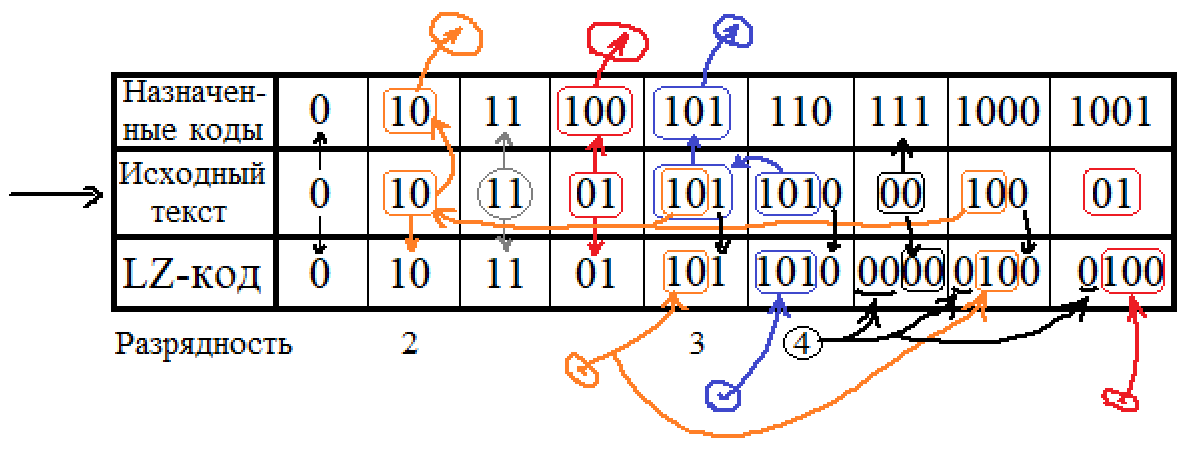 Назначен-
ные коды 0 10 11 100 101 110 111 1000 1001
Исходный
текст 0 10 11 01 101 1010 00 100 01
LZ-код 0 10 11 01 101 1010 0000 0100 0100
Разрядность 2 3 4